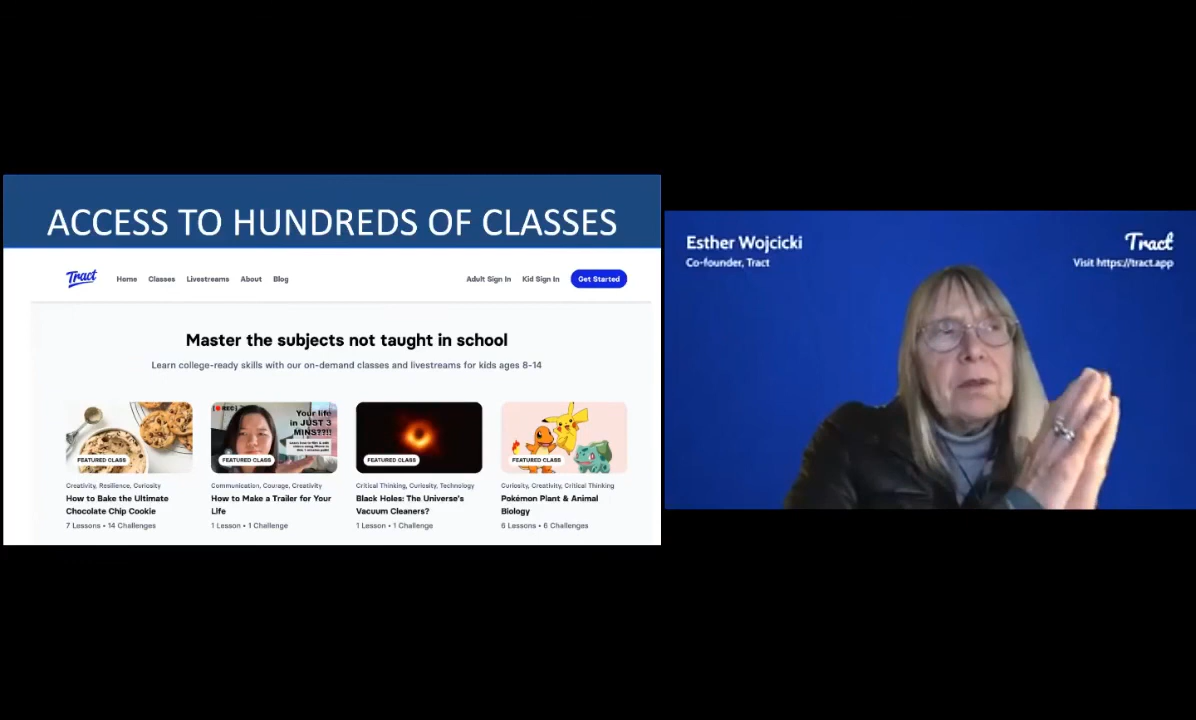 ACCESS TO HUNDREDS OF CLASSES
Tract
Home Classes Livestreams About Blog Adult Sign In Kid Sign In Get Started
Master the subjects not taught in school
Learn college-ready skills with our on-demand classes and livestreams for kids ages 8-14
FEATURED CLASS
Creativity, Resilience, Curiosity
How to Bake the Ultimate
Chocolate Chip Cookie
7 Lessons • 14 Challenges
REC
Your life
in JUST 3
MINS??!!
FEATURED CLASS
Communication, Courage, Creativity
How to Make a Trailer for Your
Life
1 Lesson • 1 Challenge
FEATURED CLASS
Critical Thinking, Curiosity, Technology
Black Holes: The Universe's
Vacuum Cleaners?
1 Lesson • 1 Challenge
FEATURED CLASS
Curiosity, Creativity, Critical Thinking
Pokémon Plant & Animal
Biology
6 Lessons • 6 Challenges
Esther Wojcicki
Co-founder, Tract
Tract
Visit https://tract.app